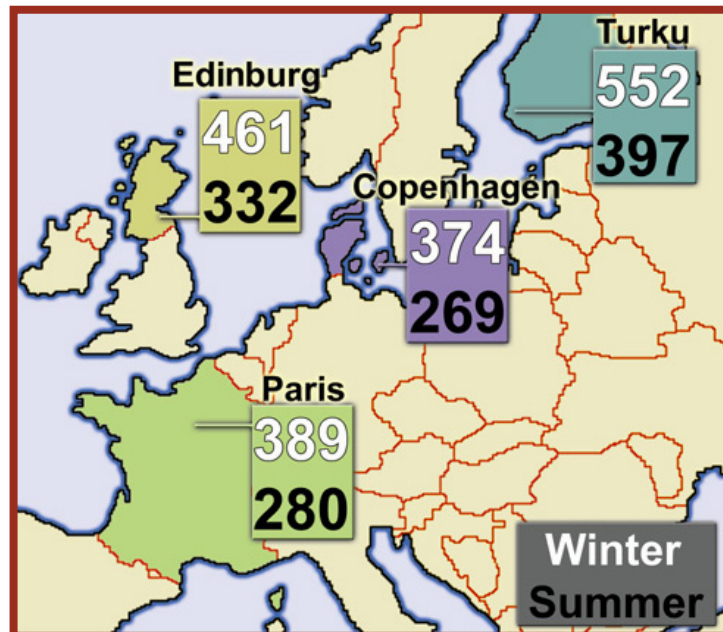 Turku
552
397
Edinburg
461
332
Copenhagen
374
269
Paris
389
280
Winter
Summer